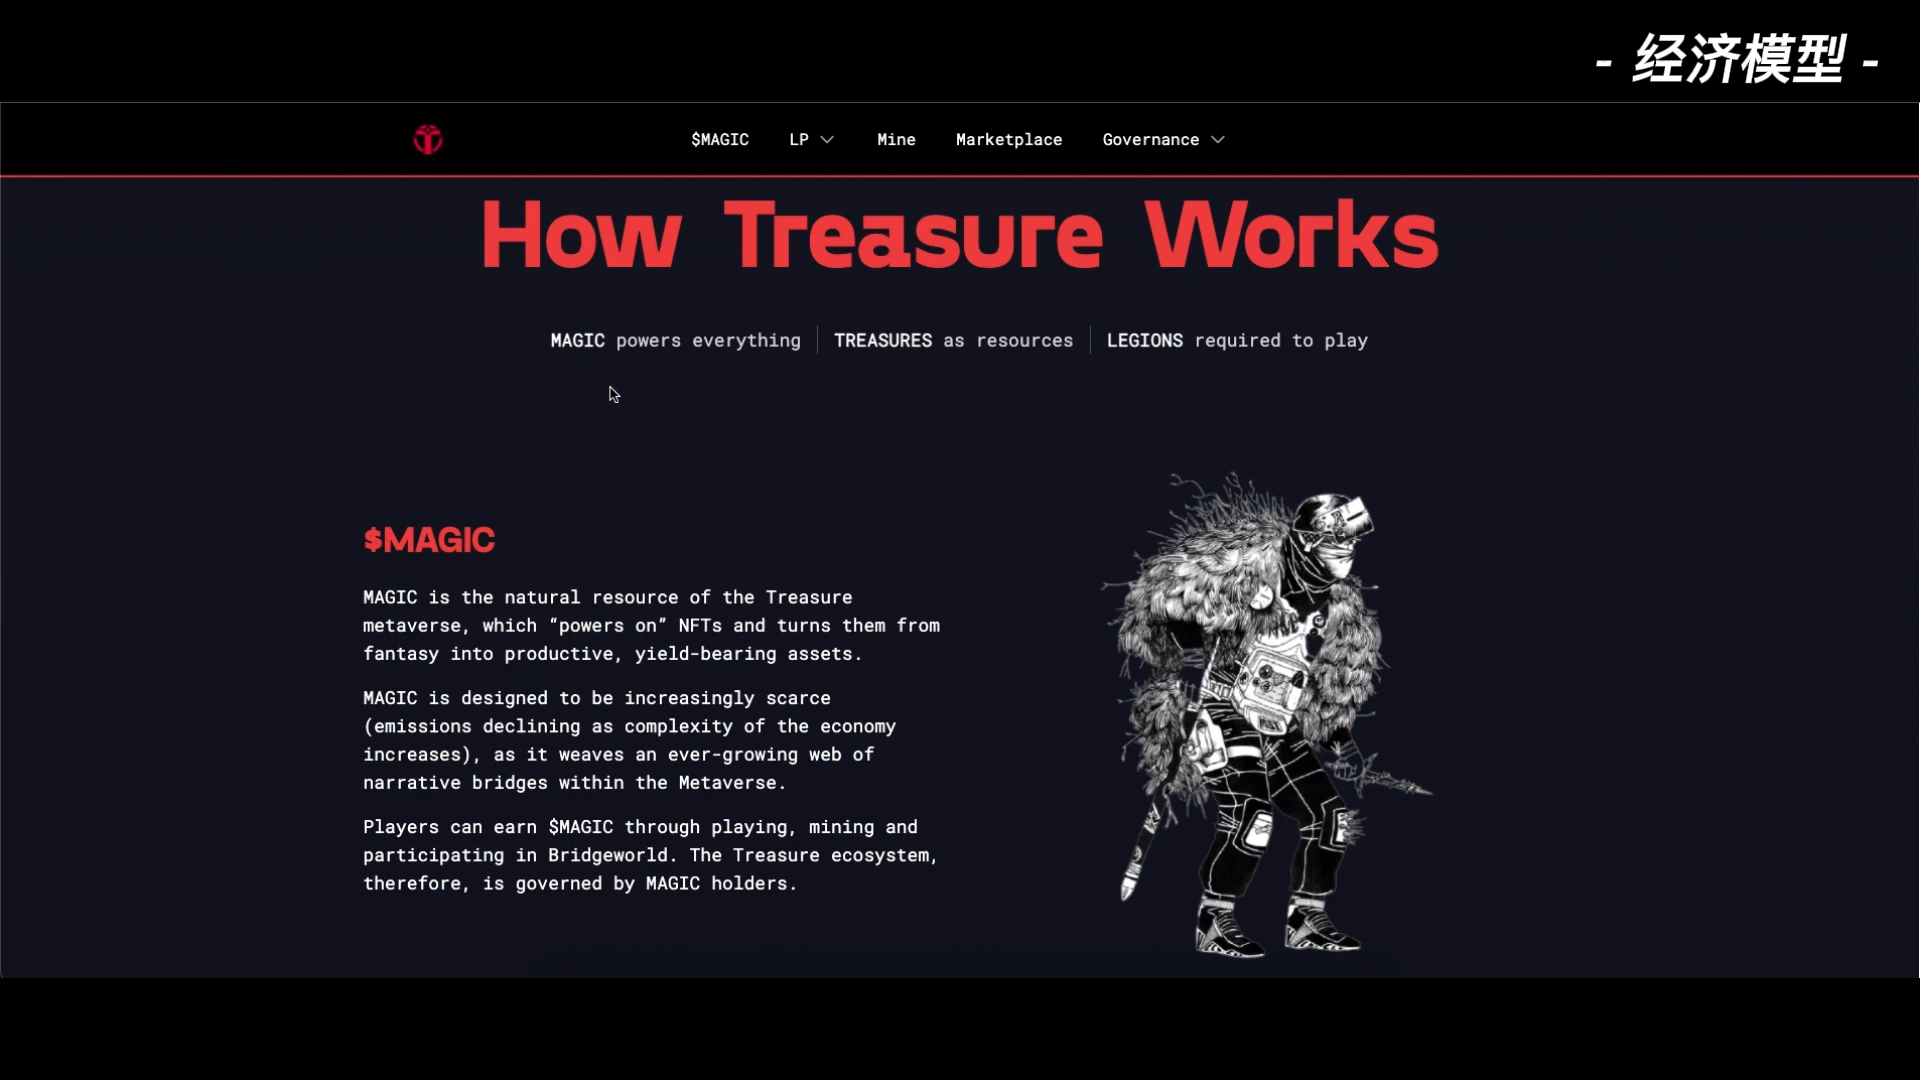 - 经济模型 -
$MAGIC LP Mine Marketplace Governance
How Treasure Works
MAGIC powers everything TREASURES as resources LEGIONS required to play
$MAGIC
MAGIC is the natural resource of the Treasure
metaverse, which “powers on” NFTs and turns them from
fantasy into productive, yield-bearing assets.
MAGIC is designed to be increasingly scarce
(emissions declining as complexity of the economy
increases), as it weaves an ever-growing web of
narrative bridges within the Metaverse.
Players can earn $MAGIC through playing, mining and
participating in Bridgeworld. The Treasure ecosystem,
therefore, is governed by MAGIC holders.